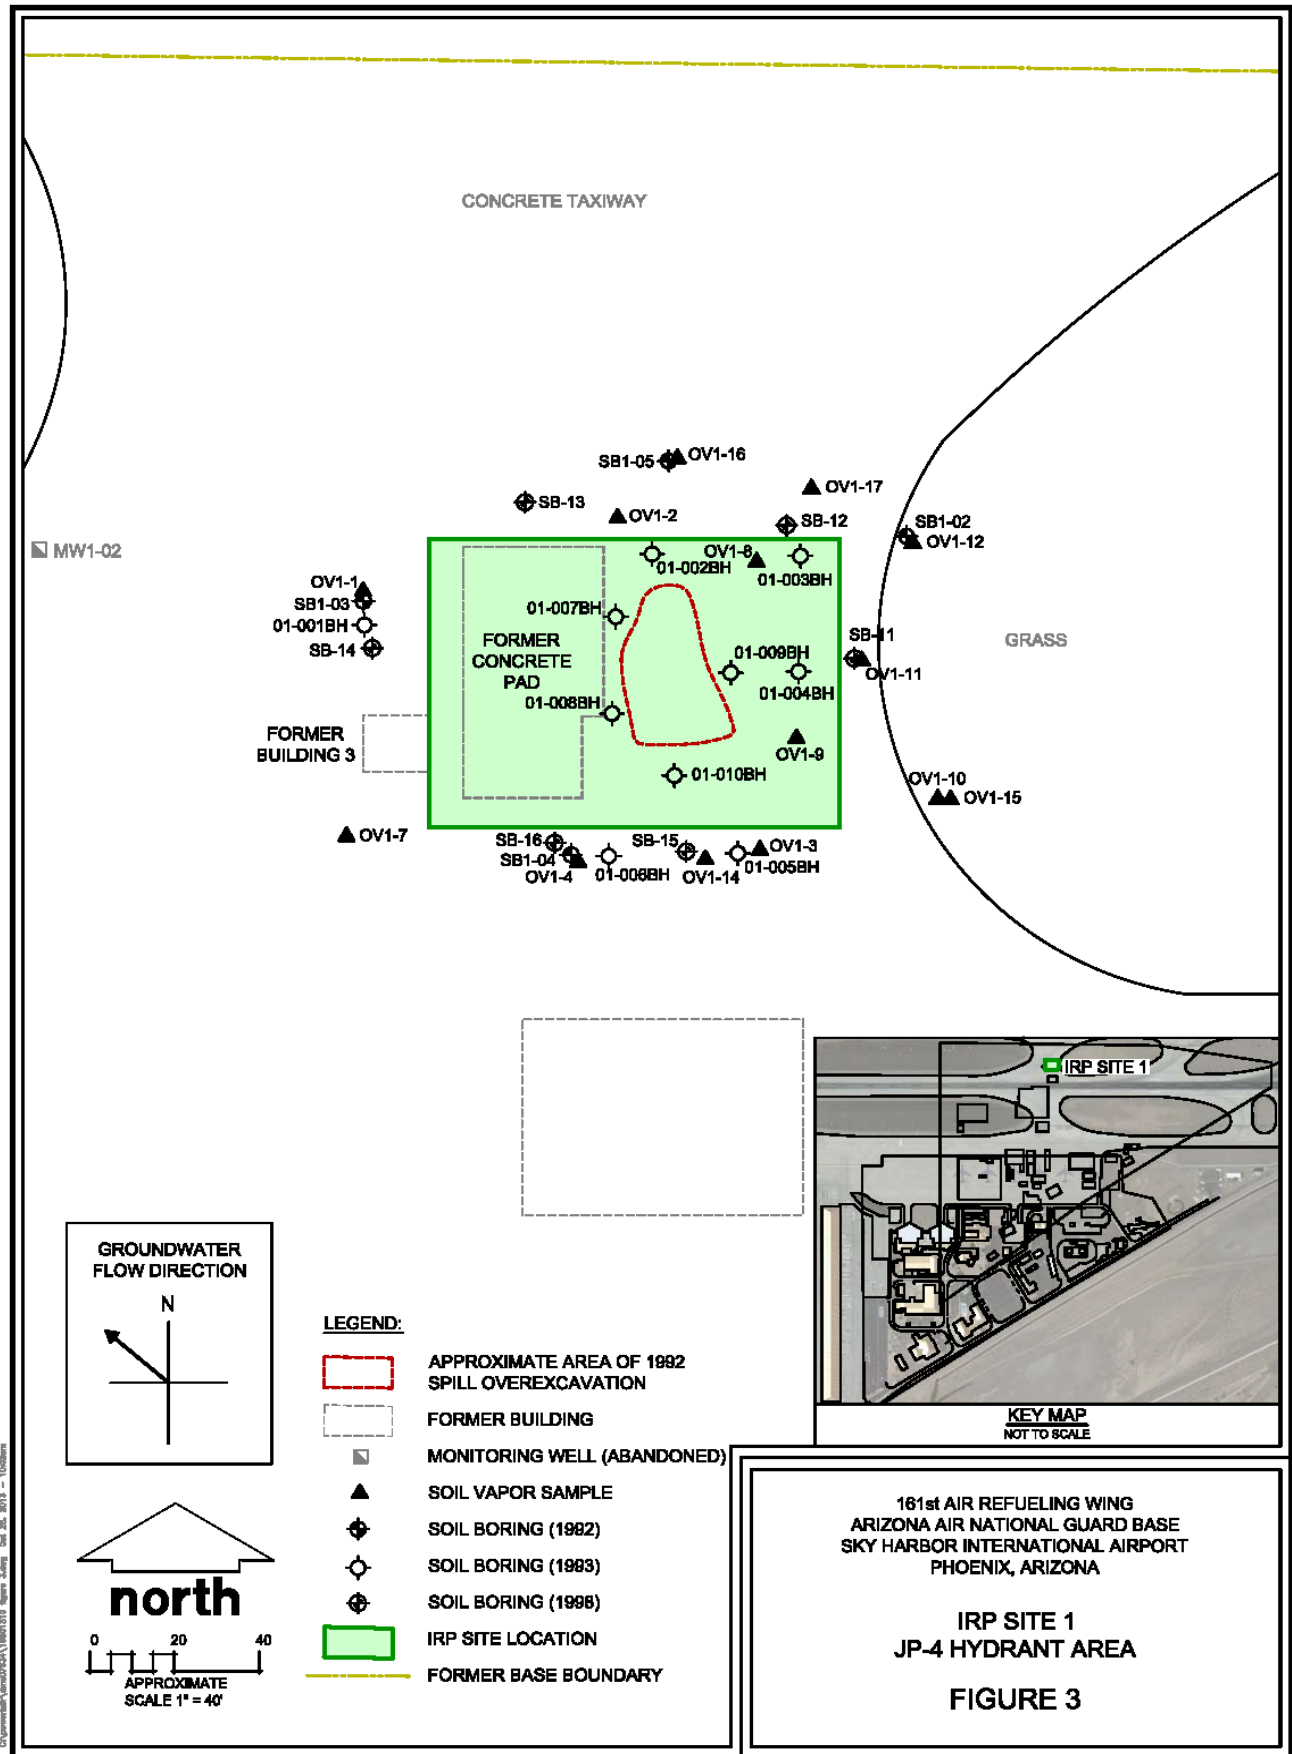 CONCRETE TAXIWAY
SB1-05
OV1-16
OV1-17
SB-13
OV1-2
SB-12
SB1-02
OV1-12
MW1-02
OV1-8
01-002BH
01-003BH
OV1-1
SB1-03
01-001BH
SB-14
01-007BH
FORMER
CONCRETE
PAD
01-009BH
SB-11
OV1-11
GRASS
01-004BH
01-008BH
FORMER
BUILDING 3
OV1-9
01-010BH
OV1-10
OV1-15
OV1-7
SB-16
SB1-04
OV1-4
01-006BH
SB-15
OV1-14
OV1-3
01-005BH
IRP SITE 1
KEY MAP
NOT TO SCALE
GROUNDWATER
FLOW DIRECTION
N
north
0 20 40
APPROXIMATE
SCALE 1" = 40'
LEGEND:
APPROXIMATE AREA OF 1992
SPILL OVEREXCAVATION
FORMER BUILDING
MONITORING WELL (ABANDONED)
SOIL VAPOR SAMPLE
SOIL BORING (1992)
SOIL BORING (1993)
SOIL BORING (1996)
IRP SITE LOCATION
FORMER BASE BOUNDARY
161st AIR REFUELING WING
ARIZONA AIR NATIONAL GUARD BASE
SKY HARBOR INTERNATIONAL AIRPORT
PHOENIX, ARIZONA
IRP SITE 1
JP-4 HYDRANT AREA
FIGURE 3